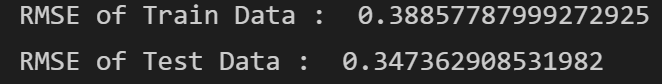 RMSE of Train Data :  0.38857787999272925
RMSE of Test Data :  0.347362908531982